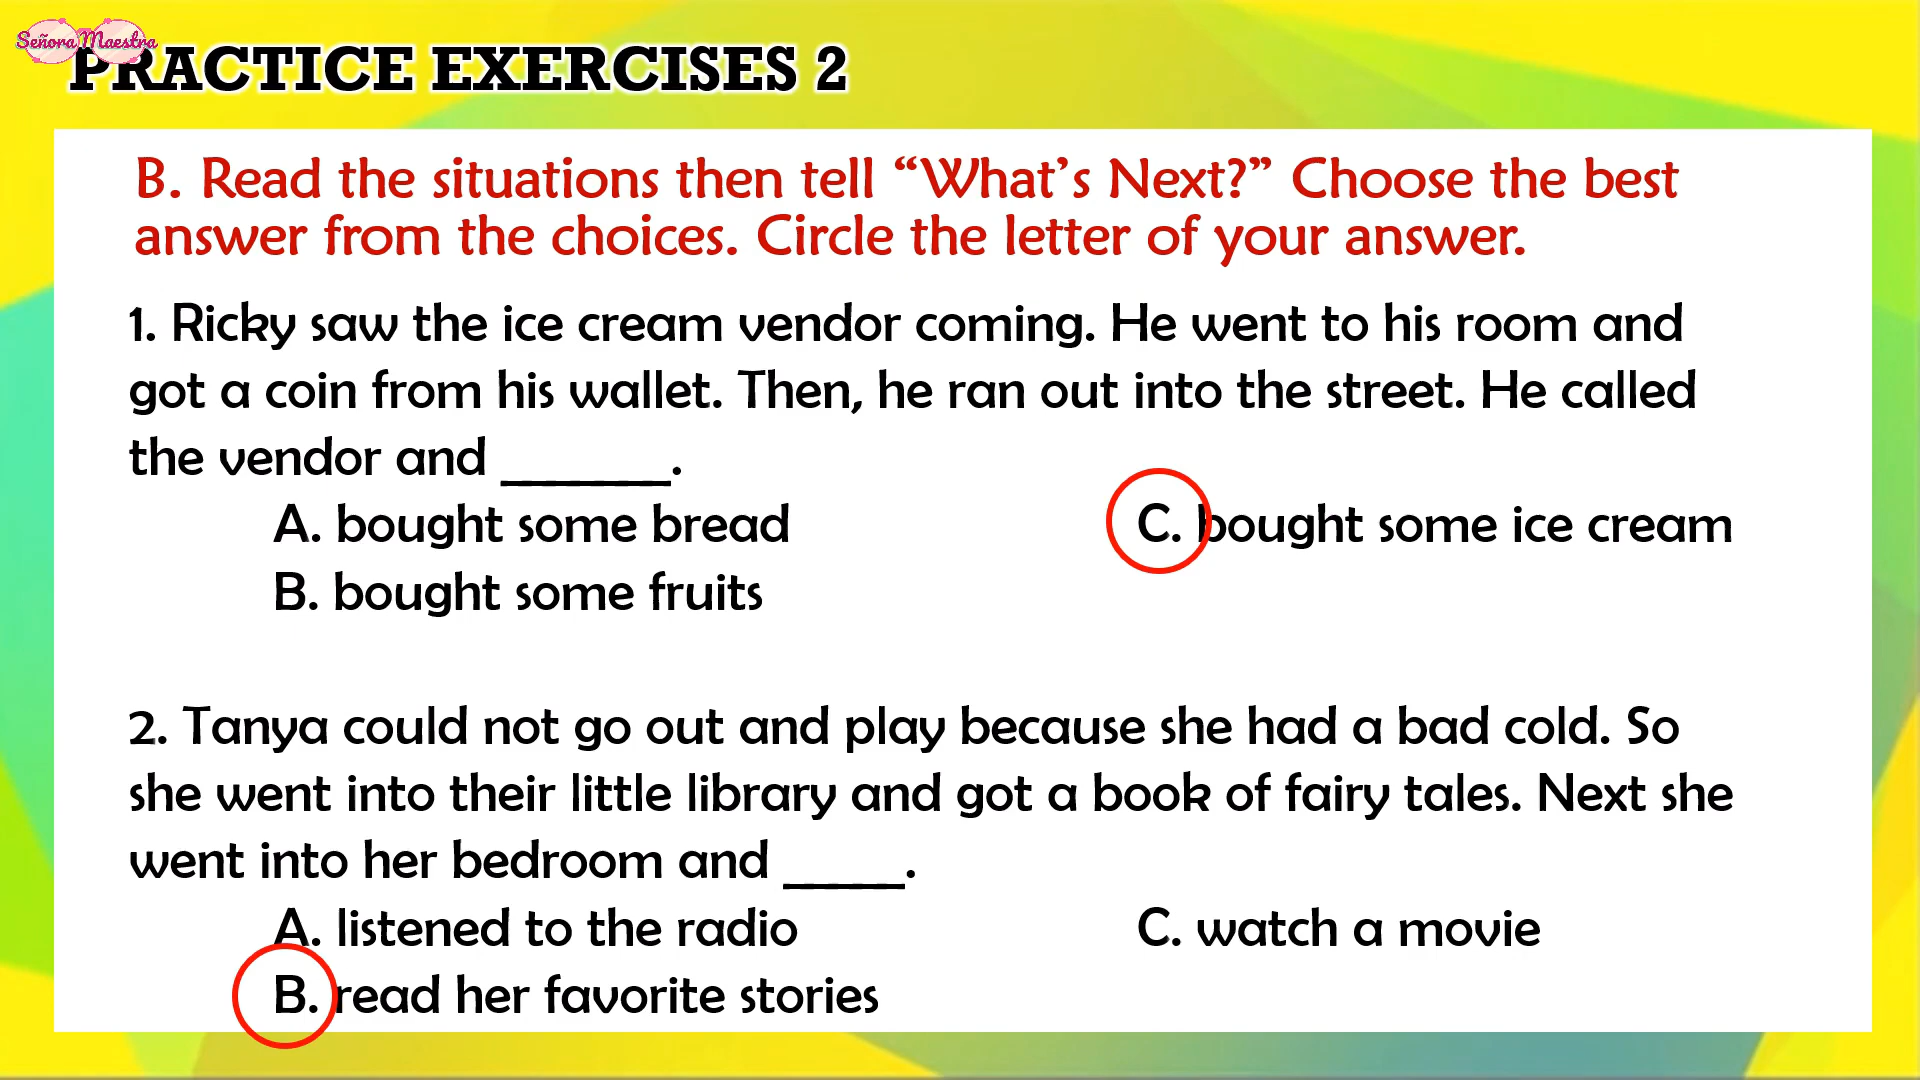 Señora Maestra
PRACTICE EXERCISES 2
B. Read the situations then tell “What’s Next?” Choose the best
answer from the choices. Circle the letter of your answer.
1. Ricky saw the ice cream vendor coming. He went to his room and
got a coin from his wallet. Then, he ran out into the street. He called
the vendor and _______.
A. bought some bread
C. bought some ice cream
B. bought some fruits
2. Tanya could not go out and play because she had a bad cold. So
she went into their little library and got a book of fairy tales. Next she
went into her bedroom and _____.
A. listened to the radio
C. watch a movie
B. read her favorite stories